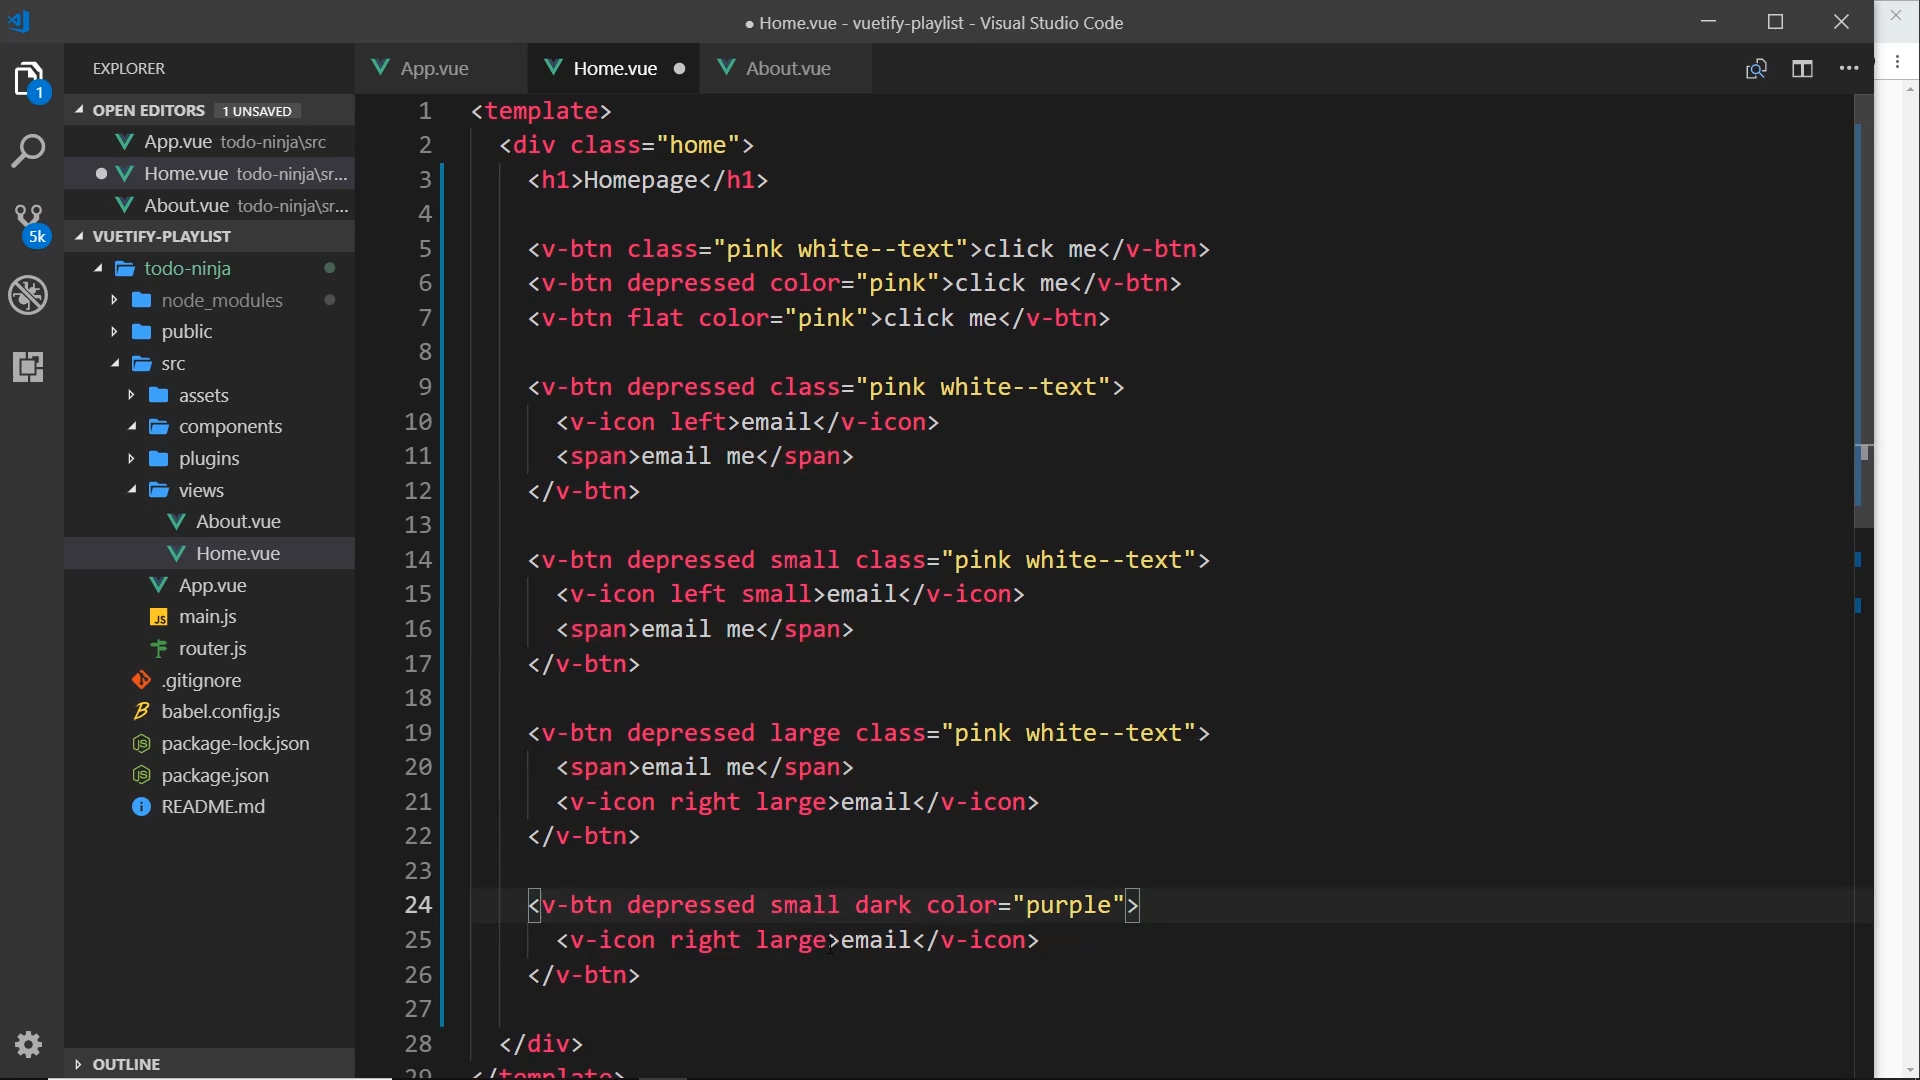 ● Home.vue - vuetify-playlist - Visual Studio Code
EXPLORER
OPEN EDITORS 1 UNSAVED
App.vue todo-ninja\src
Home.vue todo-ninja\sr...
About.vue todo-ninja\sr...
VUETIFY-PLAYLIST
todo-ninja
node_modules
public
src
assets
components
plugins
views
About.vue
Home.vue
App.vue
main.js
router.js
.gitignore
babel.config.js
package-lock.json
package.json
README.md
OUTLINE
1
5k
App.vue Home.vue ● About.vue
1 <template>
2 <div class="home">
3 <h1>Homepage</h1>
4
5 <v-btn class="pink white--text">click me</v-btn>
6 <v-btn depressed color="pink">click me</v-btn>
7 <v-btn flat color="pink">click me</v-btn>
8
9 <v-btn depressed class="pink white--text">
10 <v-icon left>email</v-icon>
11 <span>email me</span>
12 </v-btn>
13
14 <v-btn depressed small class="pink white--text">
15 <v-icon left small>email</v-icon>
16 <span>email me</span>
17 </v-btn>
18
19 <v-btn depressed large class="pink white--text">
20 <span>email me</span>
21 <v-icon right large>email</v-icon>
22 </v-btn>
23
24 <v-btn depressed small dark color="purple">
25 <v-icon right large>email</v-icon>
26 </v-btn>
27
28 </div>
29 </template>